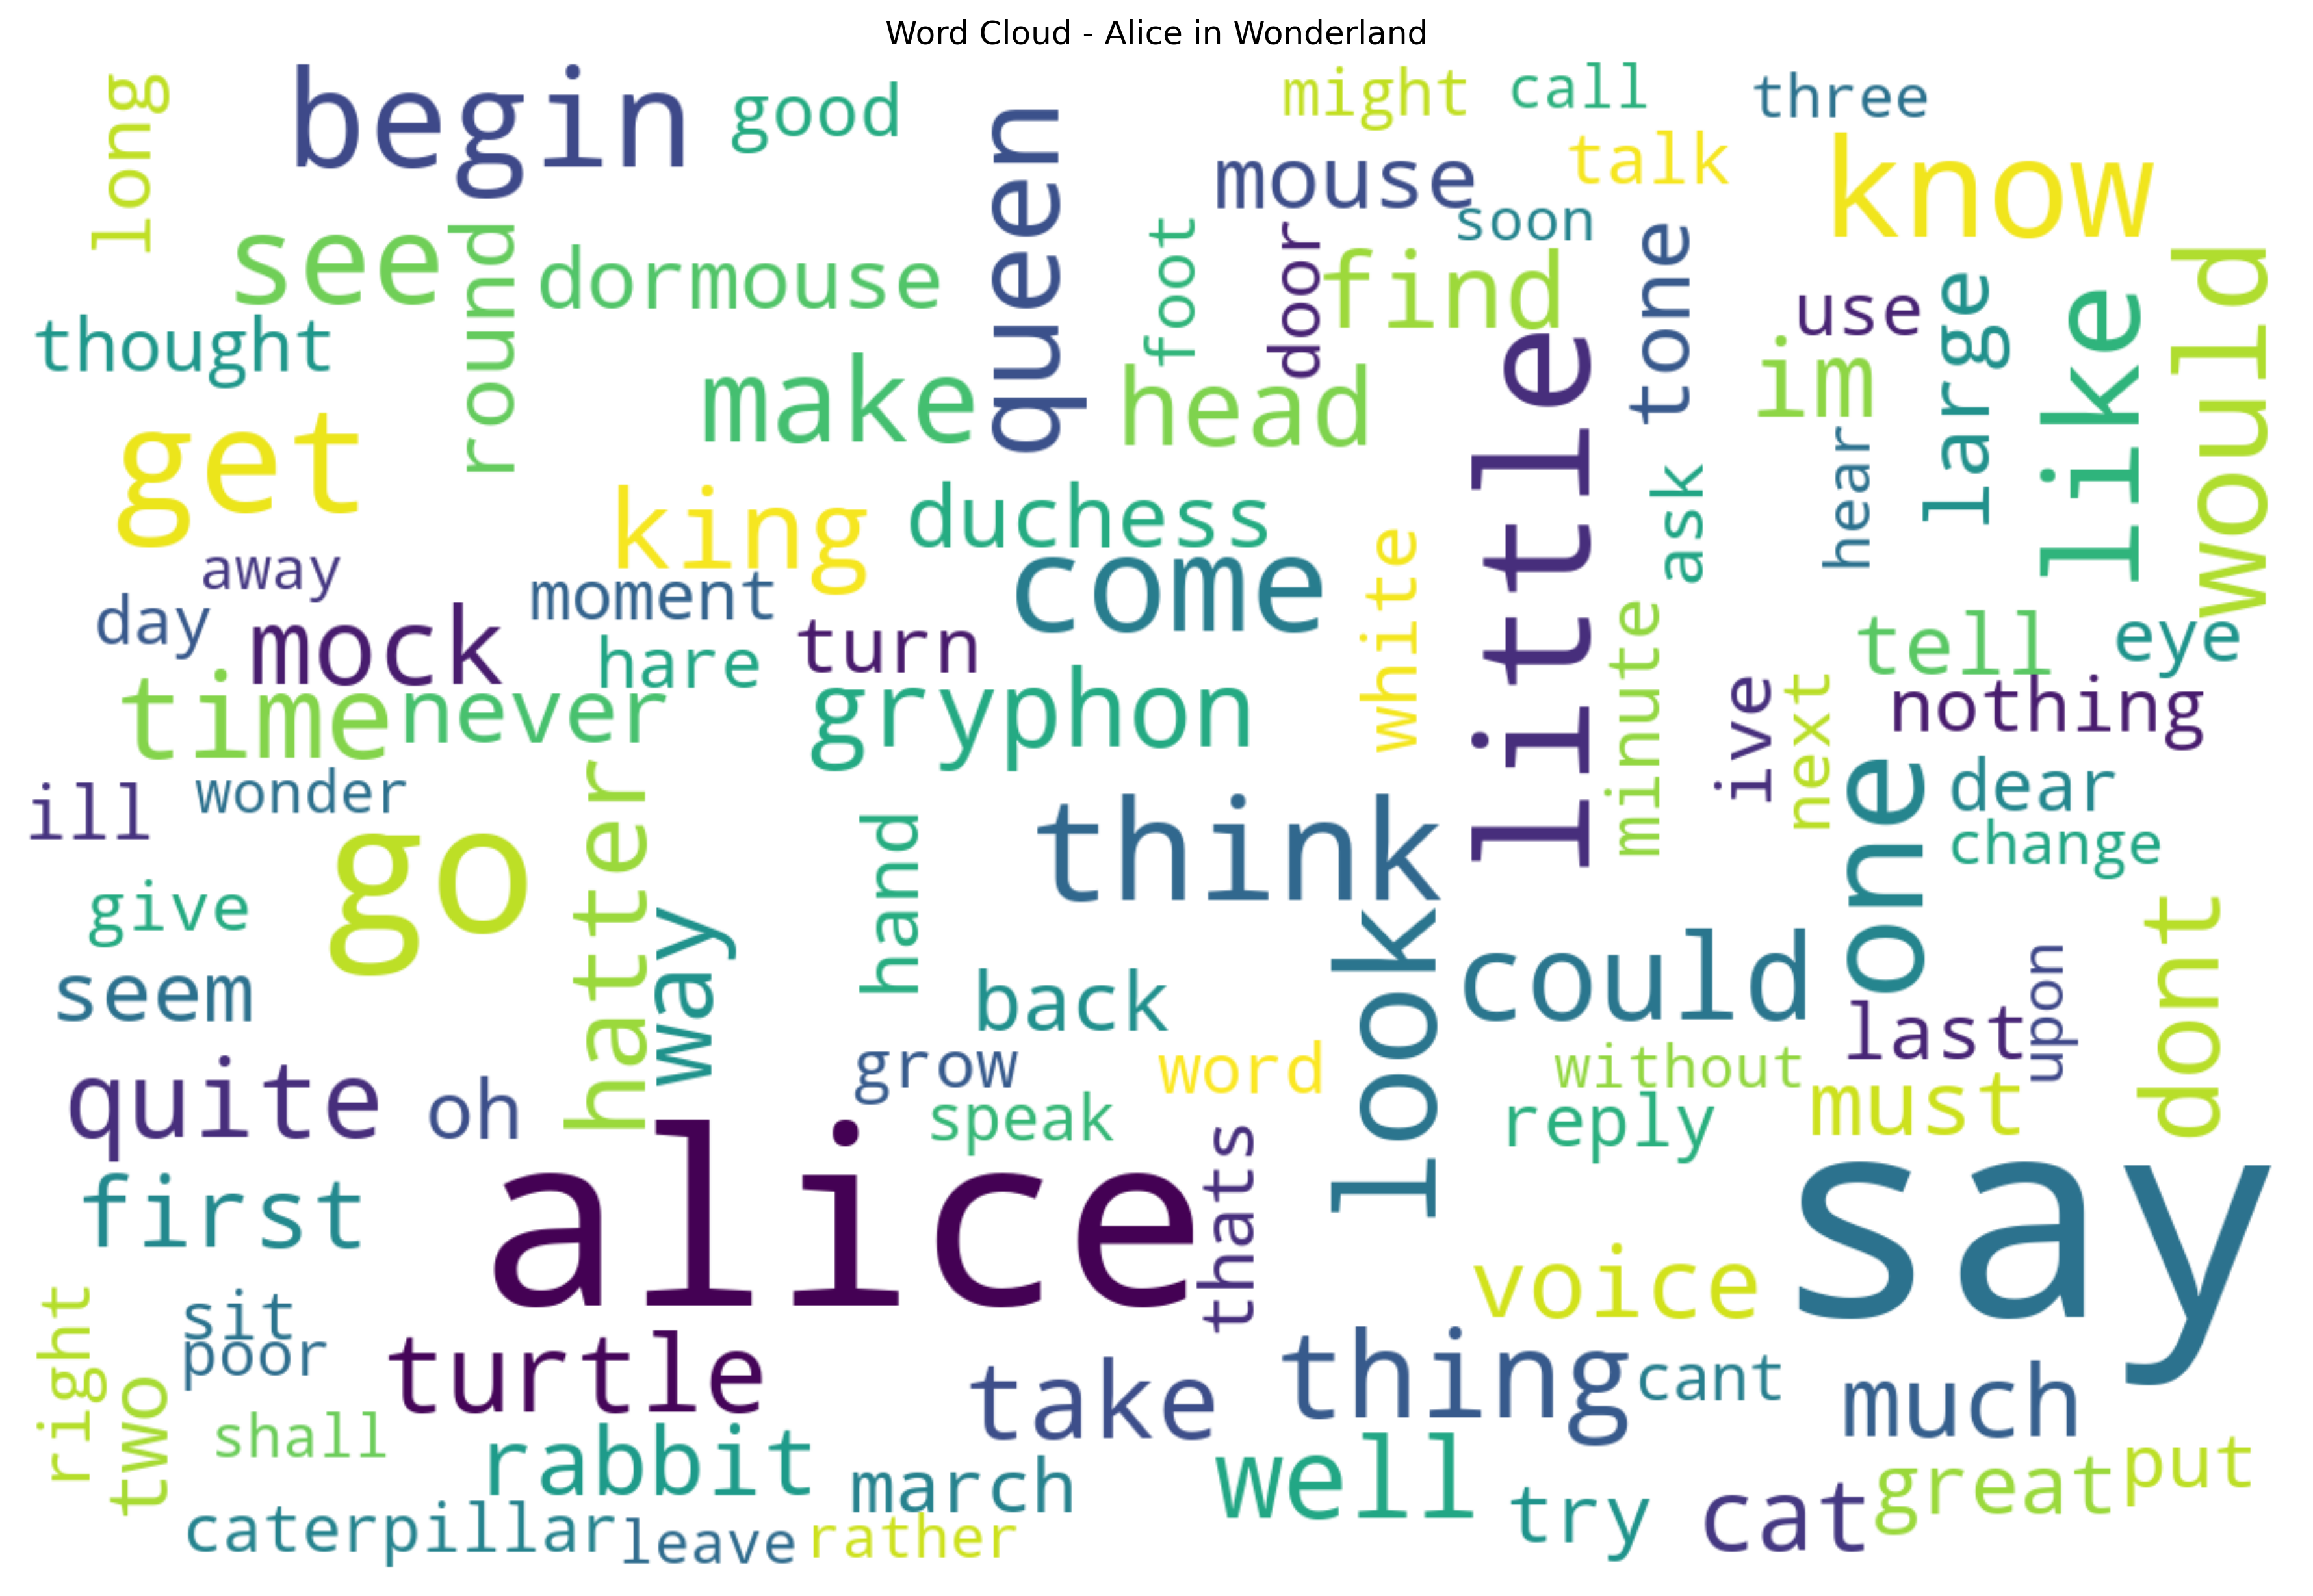 Word Cloud - Alice in Wonderland
long
begin
good
queen
might
call
three
mouse
talk
know
soon
see
round
dormouse
foot
door
find
tone
use
large
like
would
thought
make
head
little
im
get
king
duchess
ask
hear
away
moment
come
white
day
mock
hare
turn
minute
tell
eye
time
never
gryphon
ive
next
nothing
ill
wonder
hatter
think
one
dear
change
go
hand
give
way
look
could
dont
seem
back
last
upon
quite
oh
grow
word
without
must
speak
reply
first
alice
thats
say
voice
right
sit
poor
turtle
take
thing
cant
much
two
shall
rabbit
march
well
great
put
caterpillar
leave
rather
try
cat